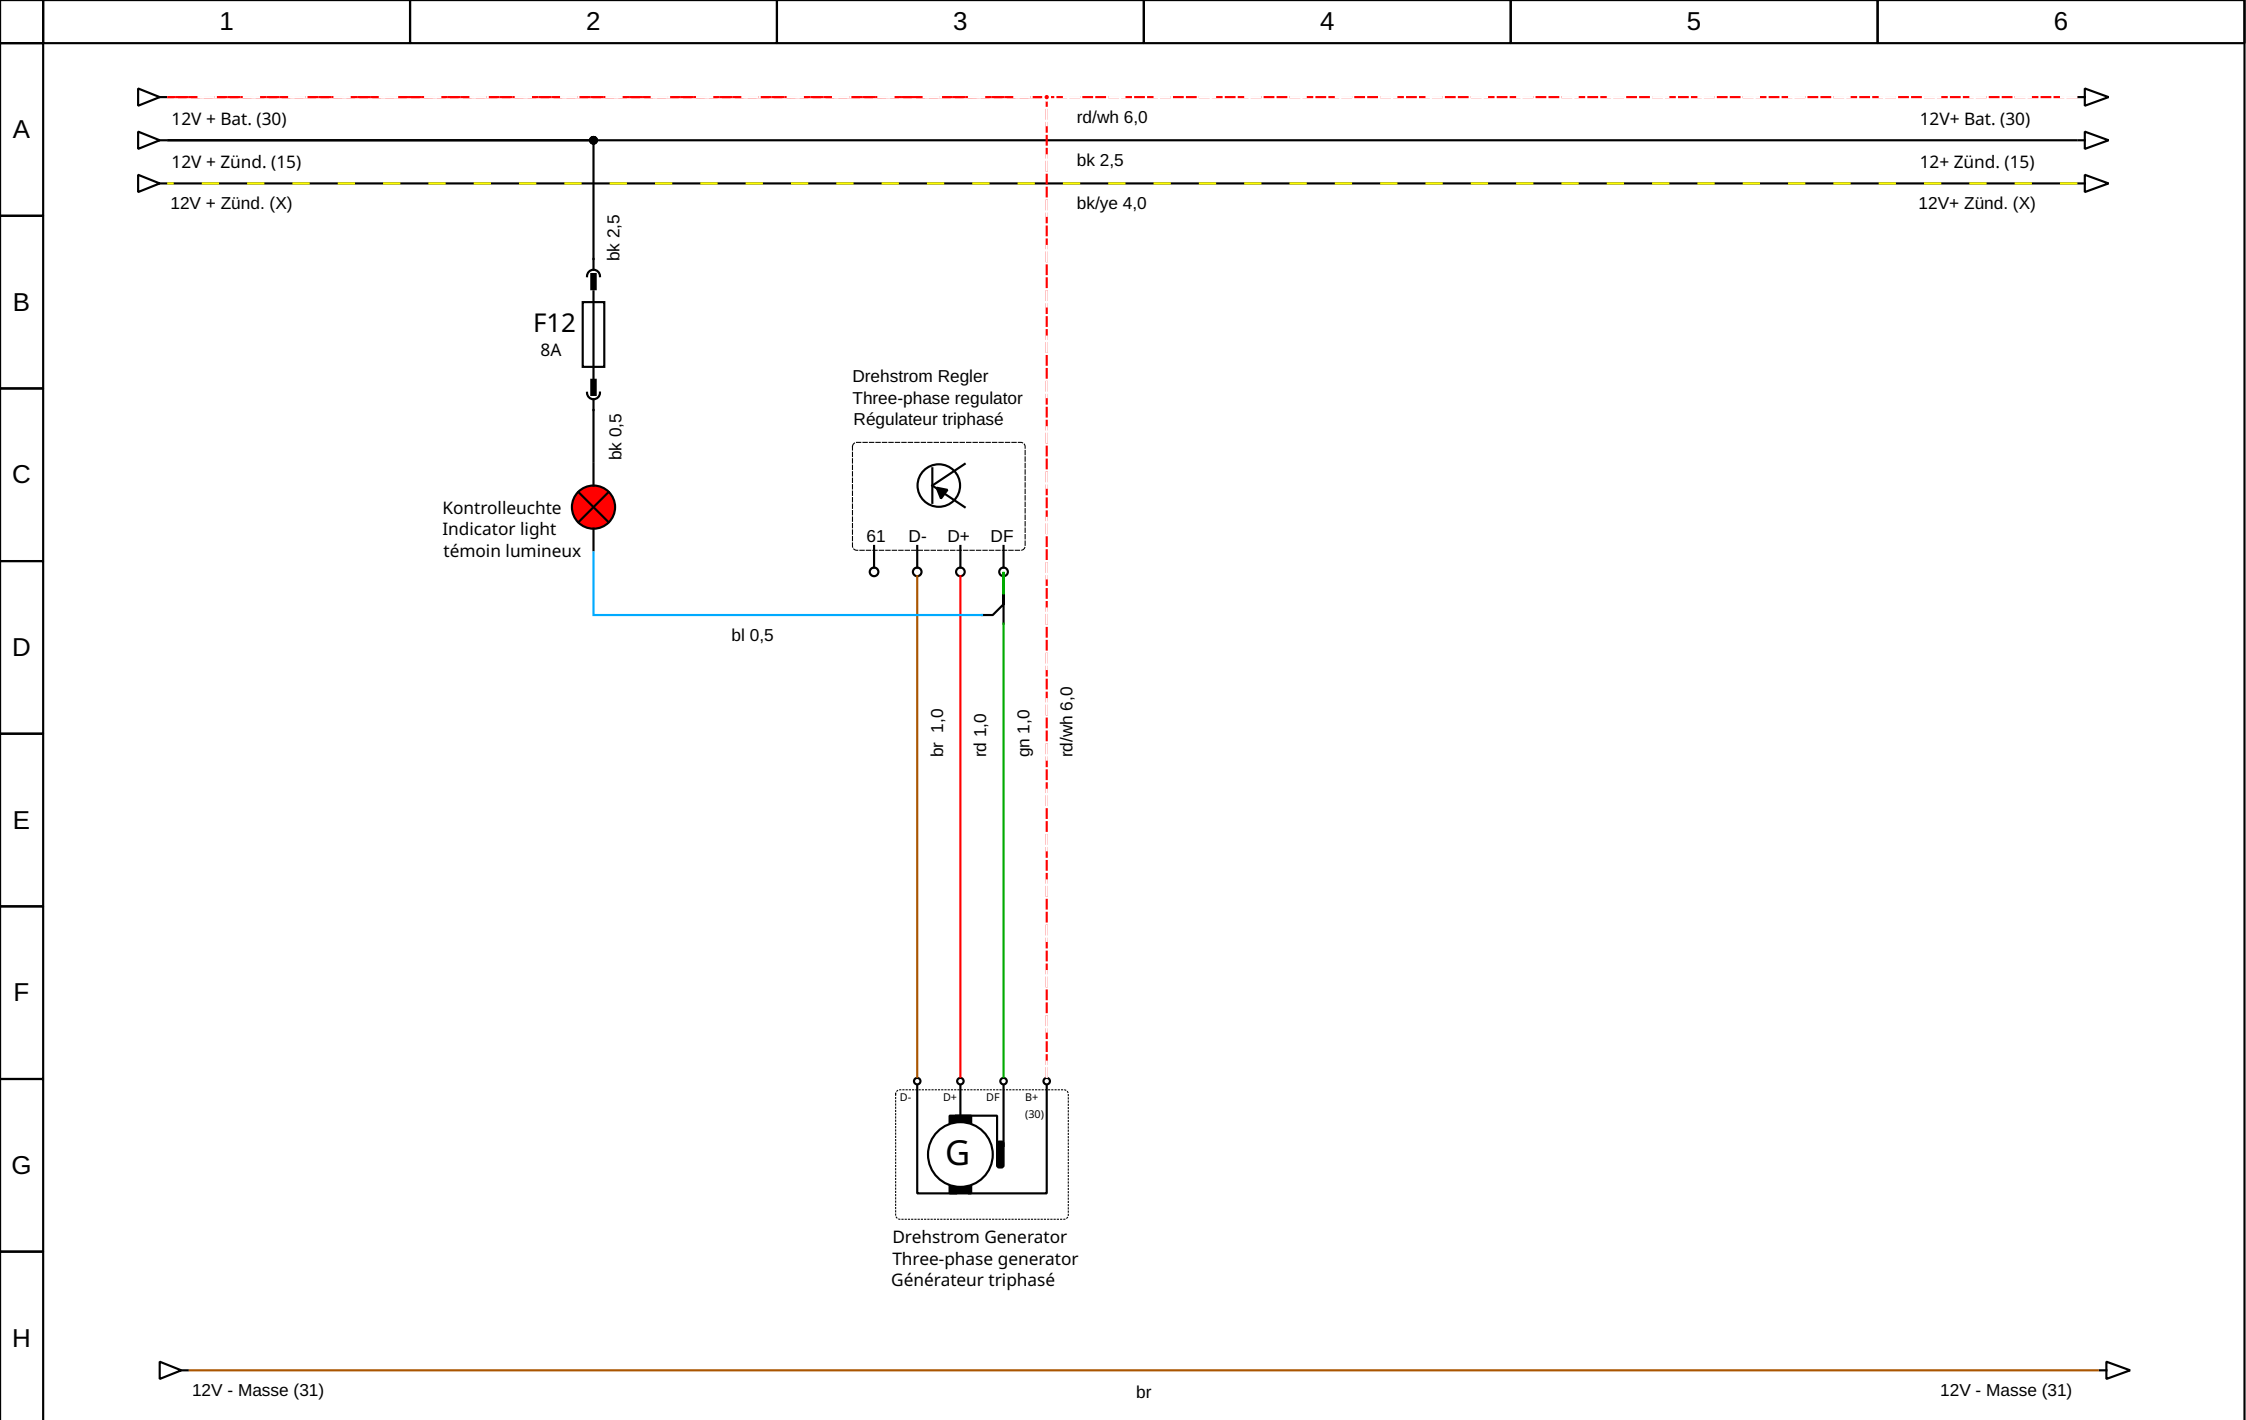 1 2 3 4 5 6
A
12V + Bat. (30) rd/wh 6,0 12V+ Bat. (30)
12V + Zünd. (15) bk 2,5 12+ Zünd. (15)
12V + Zünd. (X) bk/ye 4,0 12V+ Zünd. (X)
bk 2,5
B
F12
8A
Drehstrom Regler
Three-phase regulator
Régulateur triphasé
bk 0,5
C
Kontrolleuchte
Indicator light
témoin lumineux
61 D- D+ DF
D
bl 0,5
br 1,0
rd 1,0
gn 1,0
rd/wh 6,0
E
F
D- D+ DF B+
(30)
G
G
Drehstrom Generator
Three-phase generator
Générateur triphasé
H
12V - Masse (31) br 12V - Masse (31)